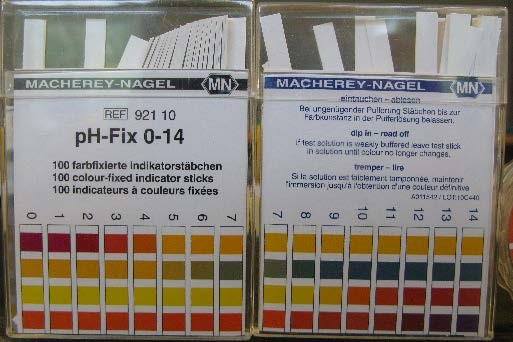 MACHEREY-NAGEL MN
REF 921 10
pH-Fix 0-14
100 farbfixierte Indikatorstäbchen
100 colour-fixed indicator sticks
100 indicateurs à couleurs fixées
0 1 2 3 4 5 6 7
MACHEREY-NAGEL MN
eintauchen – ablesen
Bei ungenügender Pufferung Stäbchen bis zur
Farbkonstanz in der Pufferlösung belassen.
dip in – read off
If test solution is weakly buffered leave test stick
in solution until colour no longer changes.
tremper – lire
Si la solution est faiblement tamponnée, maintenir
l'immersion jusqu'à l'obtention d'une couleur définitive
7 8 9 10 11 12 13 14